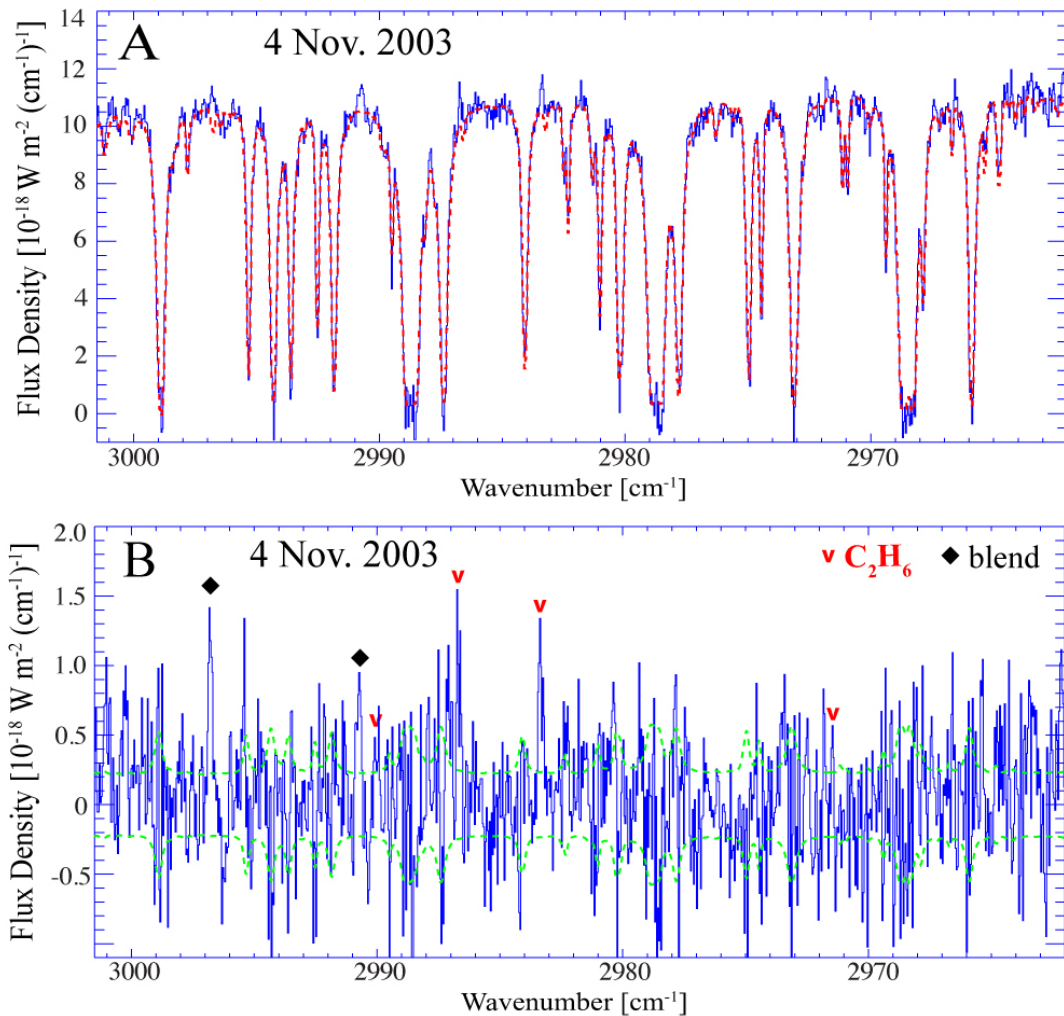 A
4 Nov. 2003
Flux Density [10⁻¹⁸ W m⁻² (cm⁻¹)⁻¹]
14
12
10
8
6
4
2
0
3000 2990 2980 2970
Wavenumber [cm⁻¹]
B
4 Nov. 2003
v C₂H₆ ◆ blend
Flux Density [10⁻¹⁸ W m⁻² (cm⁻¹)⁻¹]
2.0
1.5
1.0
0.5
0
-0.5
3000 2990 2980 2970
Wavenumber [cm⁻¹]